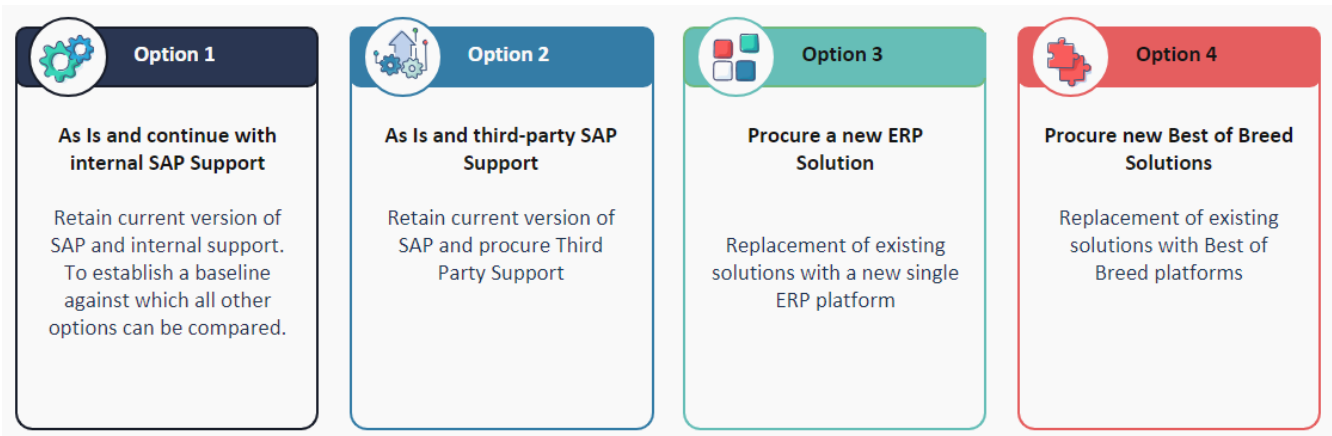 Option 1
As Is and continue with
internal SAP Support
Retain current version of
SAP and internal support.
To establish a baseline
against which all other
options can be compared.
Option 2
As Is and third-party SAP
Support
Retain current version of
SAP and procure Third
Party Support
Option 3
Procure a new ERP
Solution
Replacement of existing
solutions with a new single
ERP platform
Option 4
Procure new Best of Breed
Solutions
Replacement of existing
solutions with Best of
Breed platforms